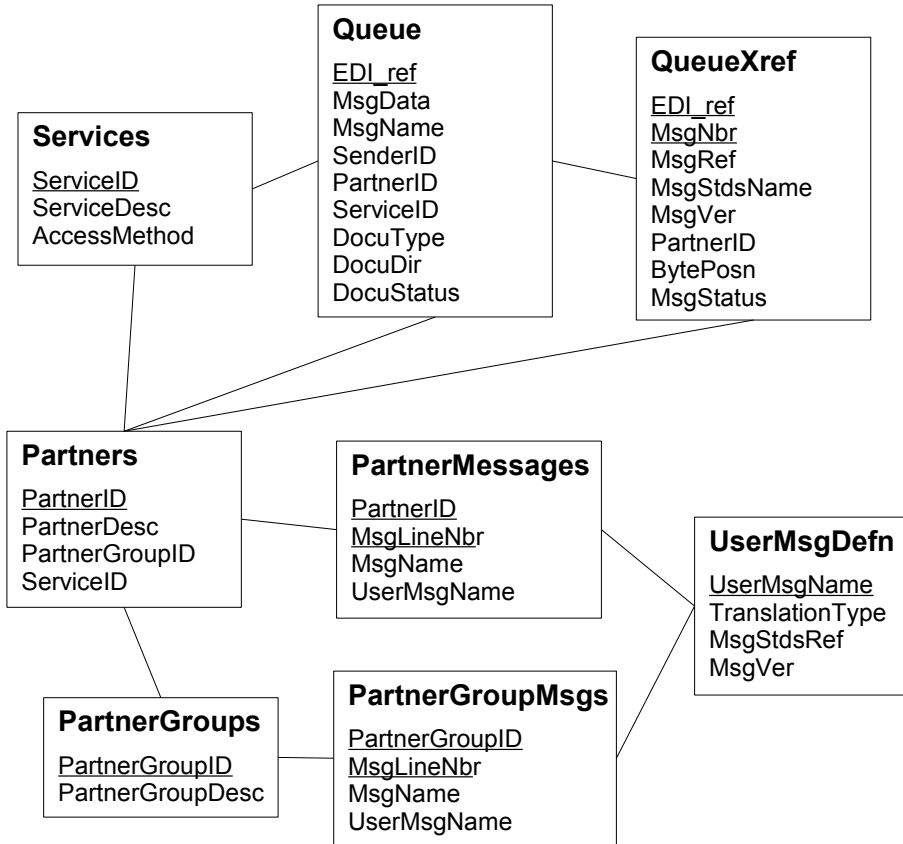 Queue
EDI_ref
MsgData
MsgName
SenderID
PartnerID
ServiceID
DocuType
DocuDir
DocuStatus
QueueXref
EDI_ref
MsgNbr
MsgRef
MsgStdsName
MsgVer
PartnerID
BytePosn
MsgStatus
Services
ServiceID
ServiceDesc
AccessMethod
Partners
PartnerID
PartnerDesc
PartnerGroupID
ServiceID
PartnerMessages
PartnerID
MsgLineNbr
MsgName
UserMsgName
UserMsgDefn
UserMsgName
TranslationType
MsgStdsRef
MsgVer
PartnerGroups
PartnerGroupID
PartnerGroupDesc
PartnerGroupMsgs
PartnerGroupID
MsgLineNbr
MsgName
UserMsgName